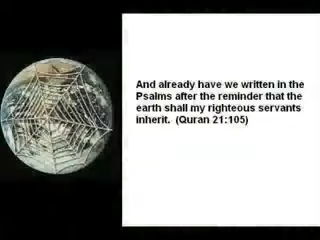 And already have we written in the
Psalms after the reminder that the
earth shall my righteous servants
inherit. (Quran 21:105)